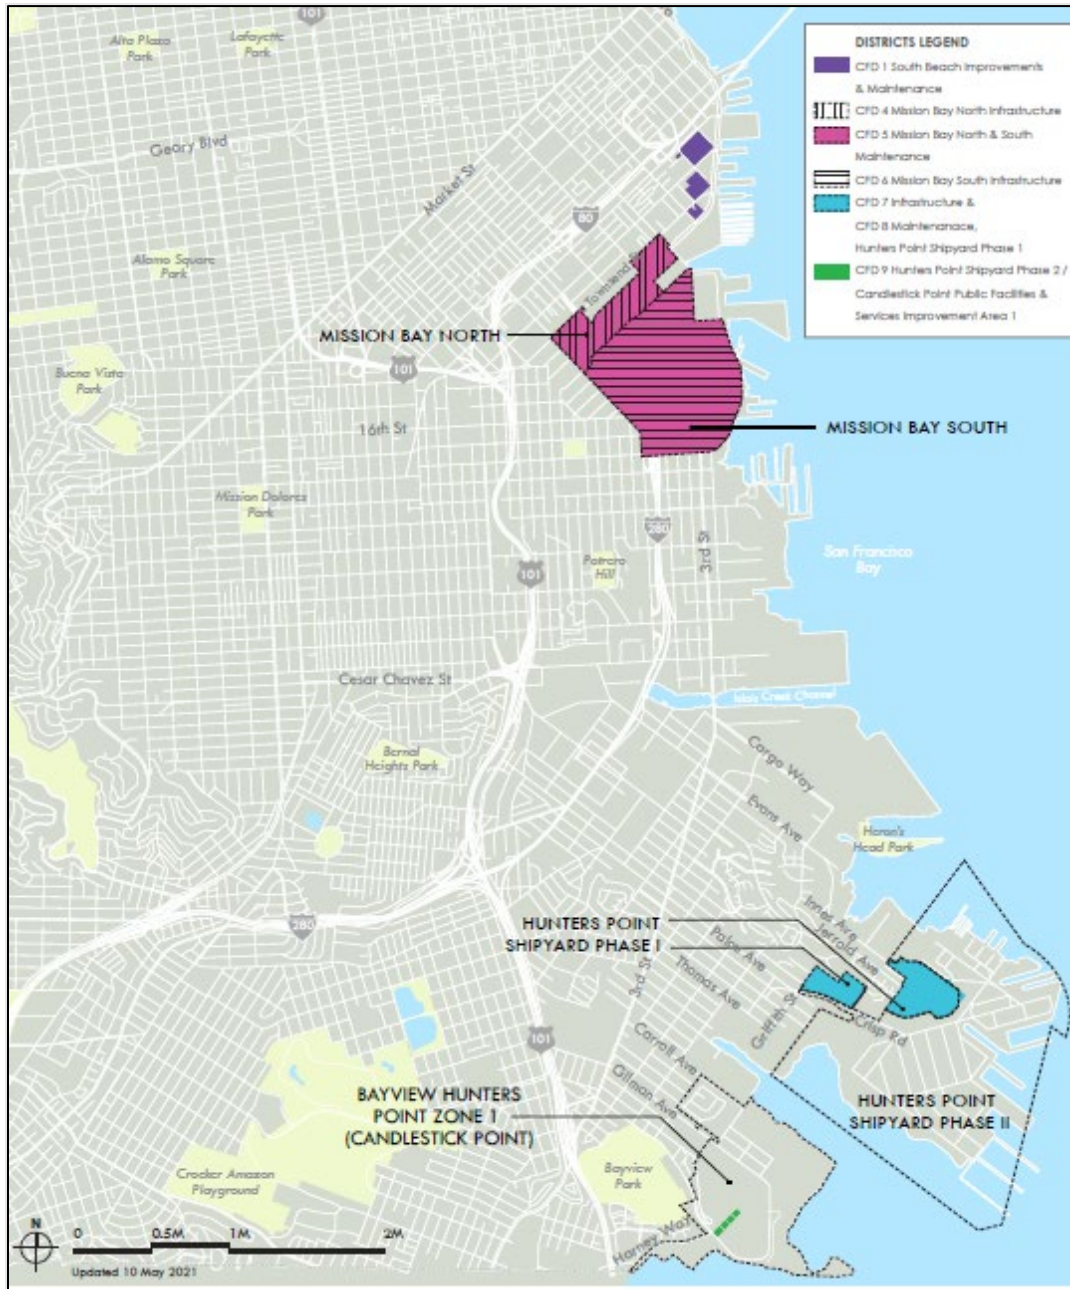 101
Alta Plaza
Park
Lafayette
Park
DISTRICTS LEGEND
CFD 1 South Beach Improvements
& Maintenance
CFD 4 Mission Bay North Infrastructure
CFD 5 Mission Bay North & South
Maintenance
CFD 6 Mission Bay South Infrastructure
CFD 7 Infrastructure &
CFD 8 Maintenanace,
Hunters Point Shipyard Phase 1
CFD 9 Hunters Point Shipyard Phase 2 /
Candlestick Point Public Facilities &
Services Improvement Area 1
Geary Blvd
Market St
80
Alamo Square
Park
Townsend St
MISSION BAY NORTH
101
Buena Vista
Park
16th St
MISSION BAY SOUTH
Mission Dolores
Park
280
3rd St
San Francisco
Bay
Potrero
Hill
101
Cesar Chavez St
Islais Creek Channel
Bernal
Heights Park
Cargo Way
Evans Ave
Heron's
Head Park
280
HUNTERS POINT
SHIPYARD PHASE I
Innes Ave
Jerrold Ave
Palou Ave
Thomas Ave
3rd St
Griffith St
Crisp Rd
101
Carroll Ave
Gilman Ave
BAYVIEW HUNTERS
POINT ZONE 1
(CANDLESTICK POINT)
HUNTERS POINT
SHIPYARD PHASE II
Crocker Amazon
Playground
Bayview
Park
Harney Way
N
0 0.5M 1M 2M
Updated 10 May 2021